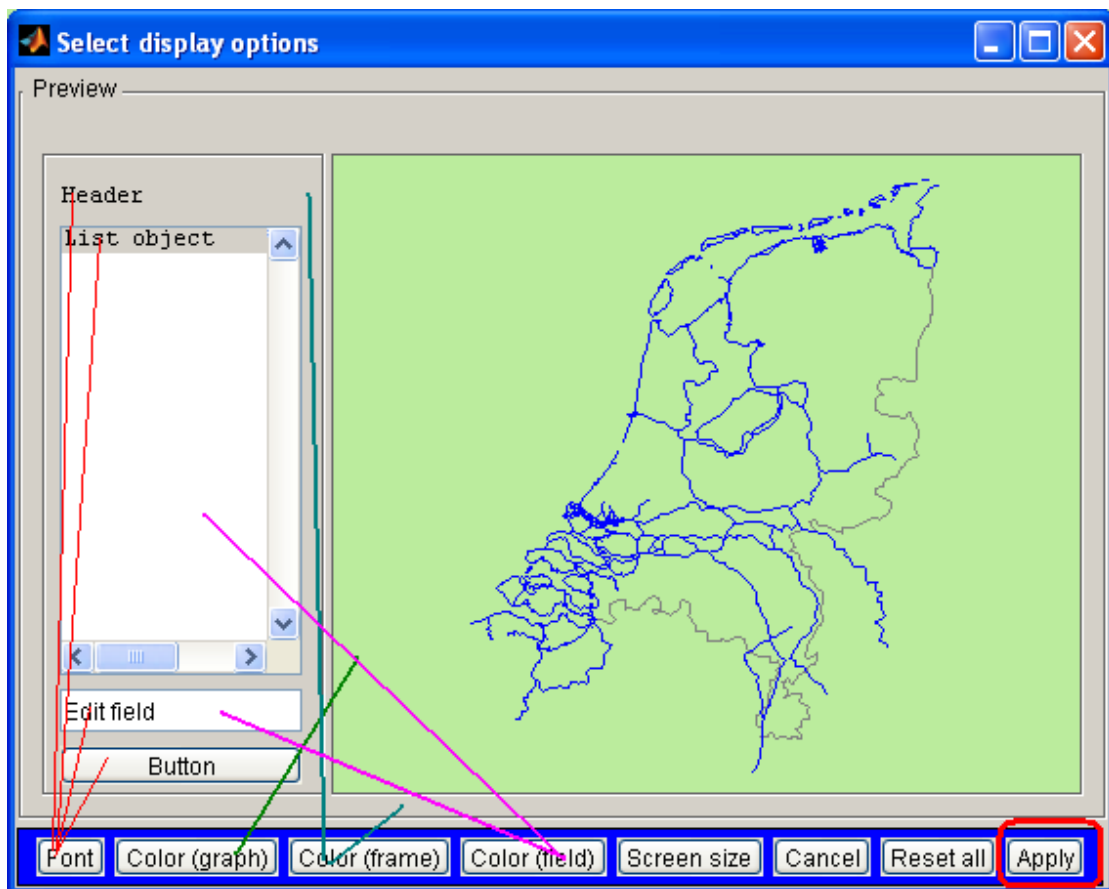 Select display options
Preview
Header
List object
Edit field
Button
Font Color (graph) Color (frame) Color (field) Screen size Cancel Reset all Apply